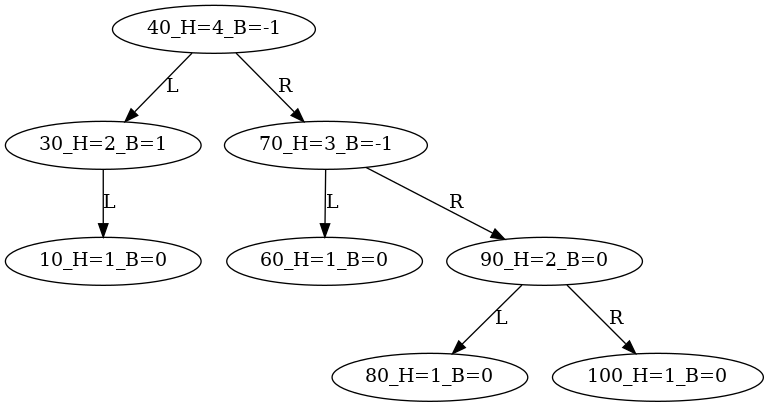 40_H=4_B=-1
L
R
30_H=2_B=1
70_H=3_B=-1
L
L
R
10_H=1_B=0
60_H=1_B=0
90_H=2_B=0
L
R
80_H=1_B=0
100_H=1_B=0